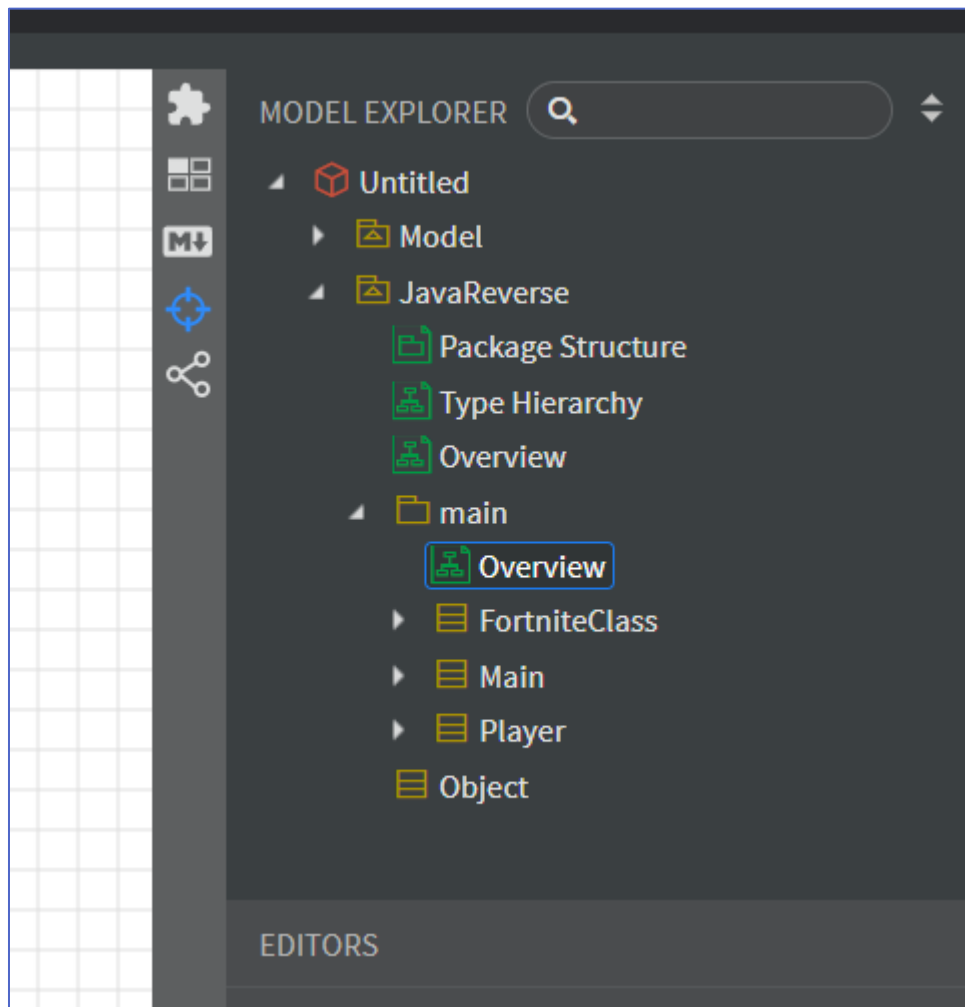 MODEL EXPLORER
Untitled
Model
M
JavaReverse
Package Structure
Type Hierarchy
Overview
main
Overview
FortniteClass
Main
Player
Object
EDITORS